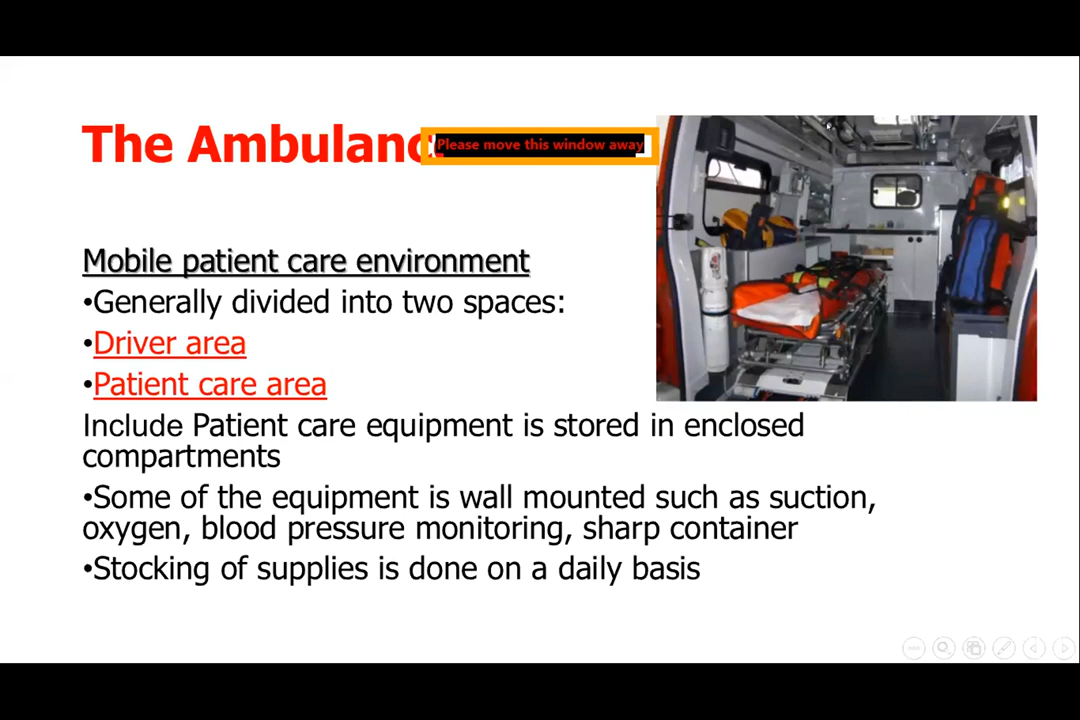 The Ambulanc
Please move this window away
Mobile patient care environment
•Generally divided into two spaces:
•Driver area
•Patient care area
Include Patient care equipment is stored in enclosed
compartments
•Some of the equipment is wall mounted such as suction,
oxygen, blood pressure monitoring, sharp container
•Stocking of supplies is done on a daily basis